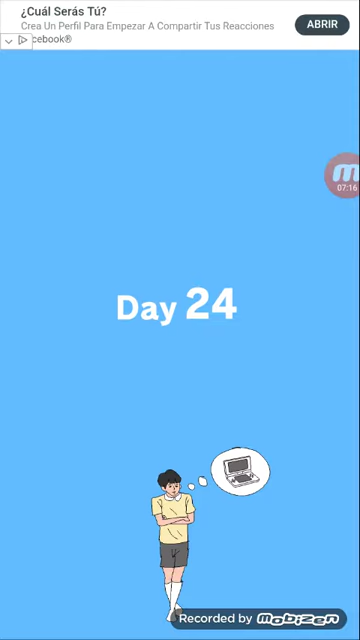 ¿Cuál Serás Tú?
Crea Un Perfil Para Empezar A Compartir Tus Reacciones
cebook®
ABRIR
07:16
Day 24
Recorded by Mobizen